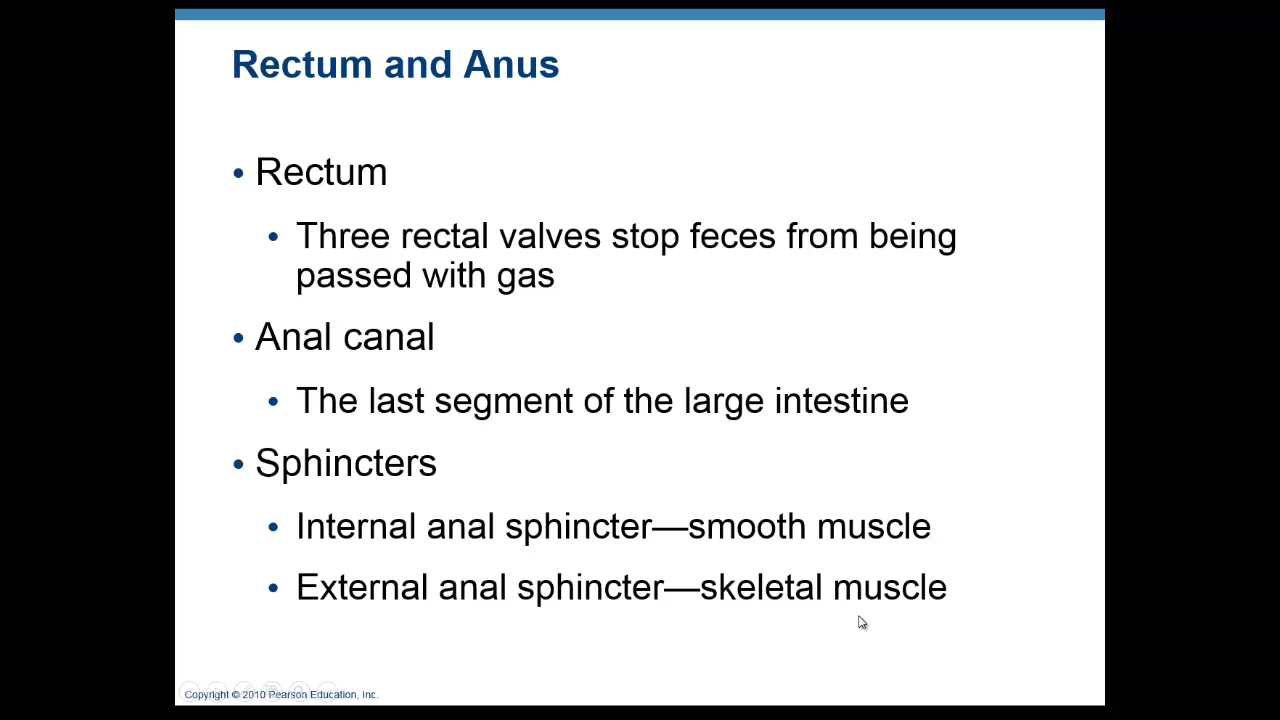 Rectum and Anus
• Rectum
• Three rectal valves stop feces from being
passed with gas
• Anal canal
• The last segment of the large intestine
• Sphincters
• Internal anal sphincter—smooth muscle
• External anal sphincter—skeletal muscle
Copyright © 2010 Pearson Education, Inc.